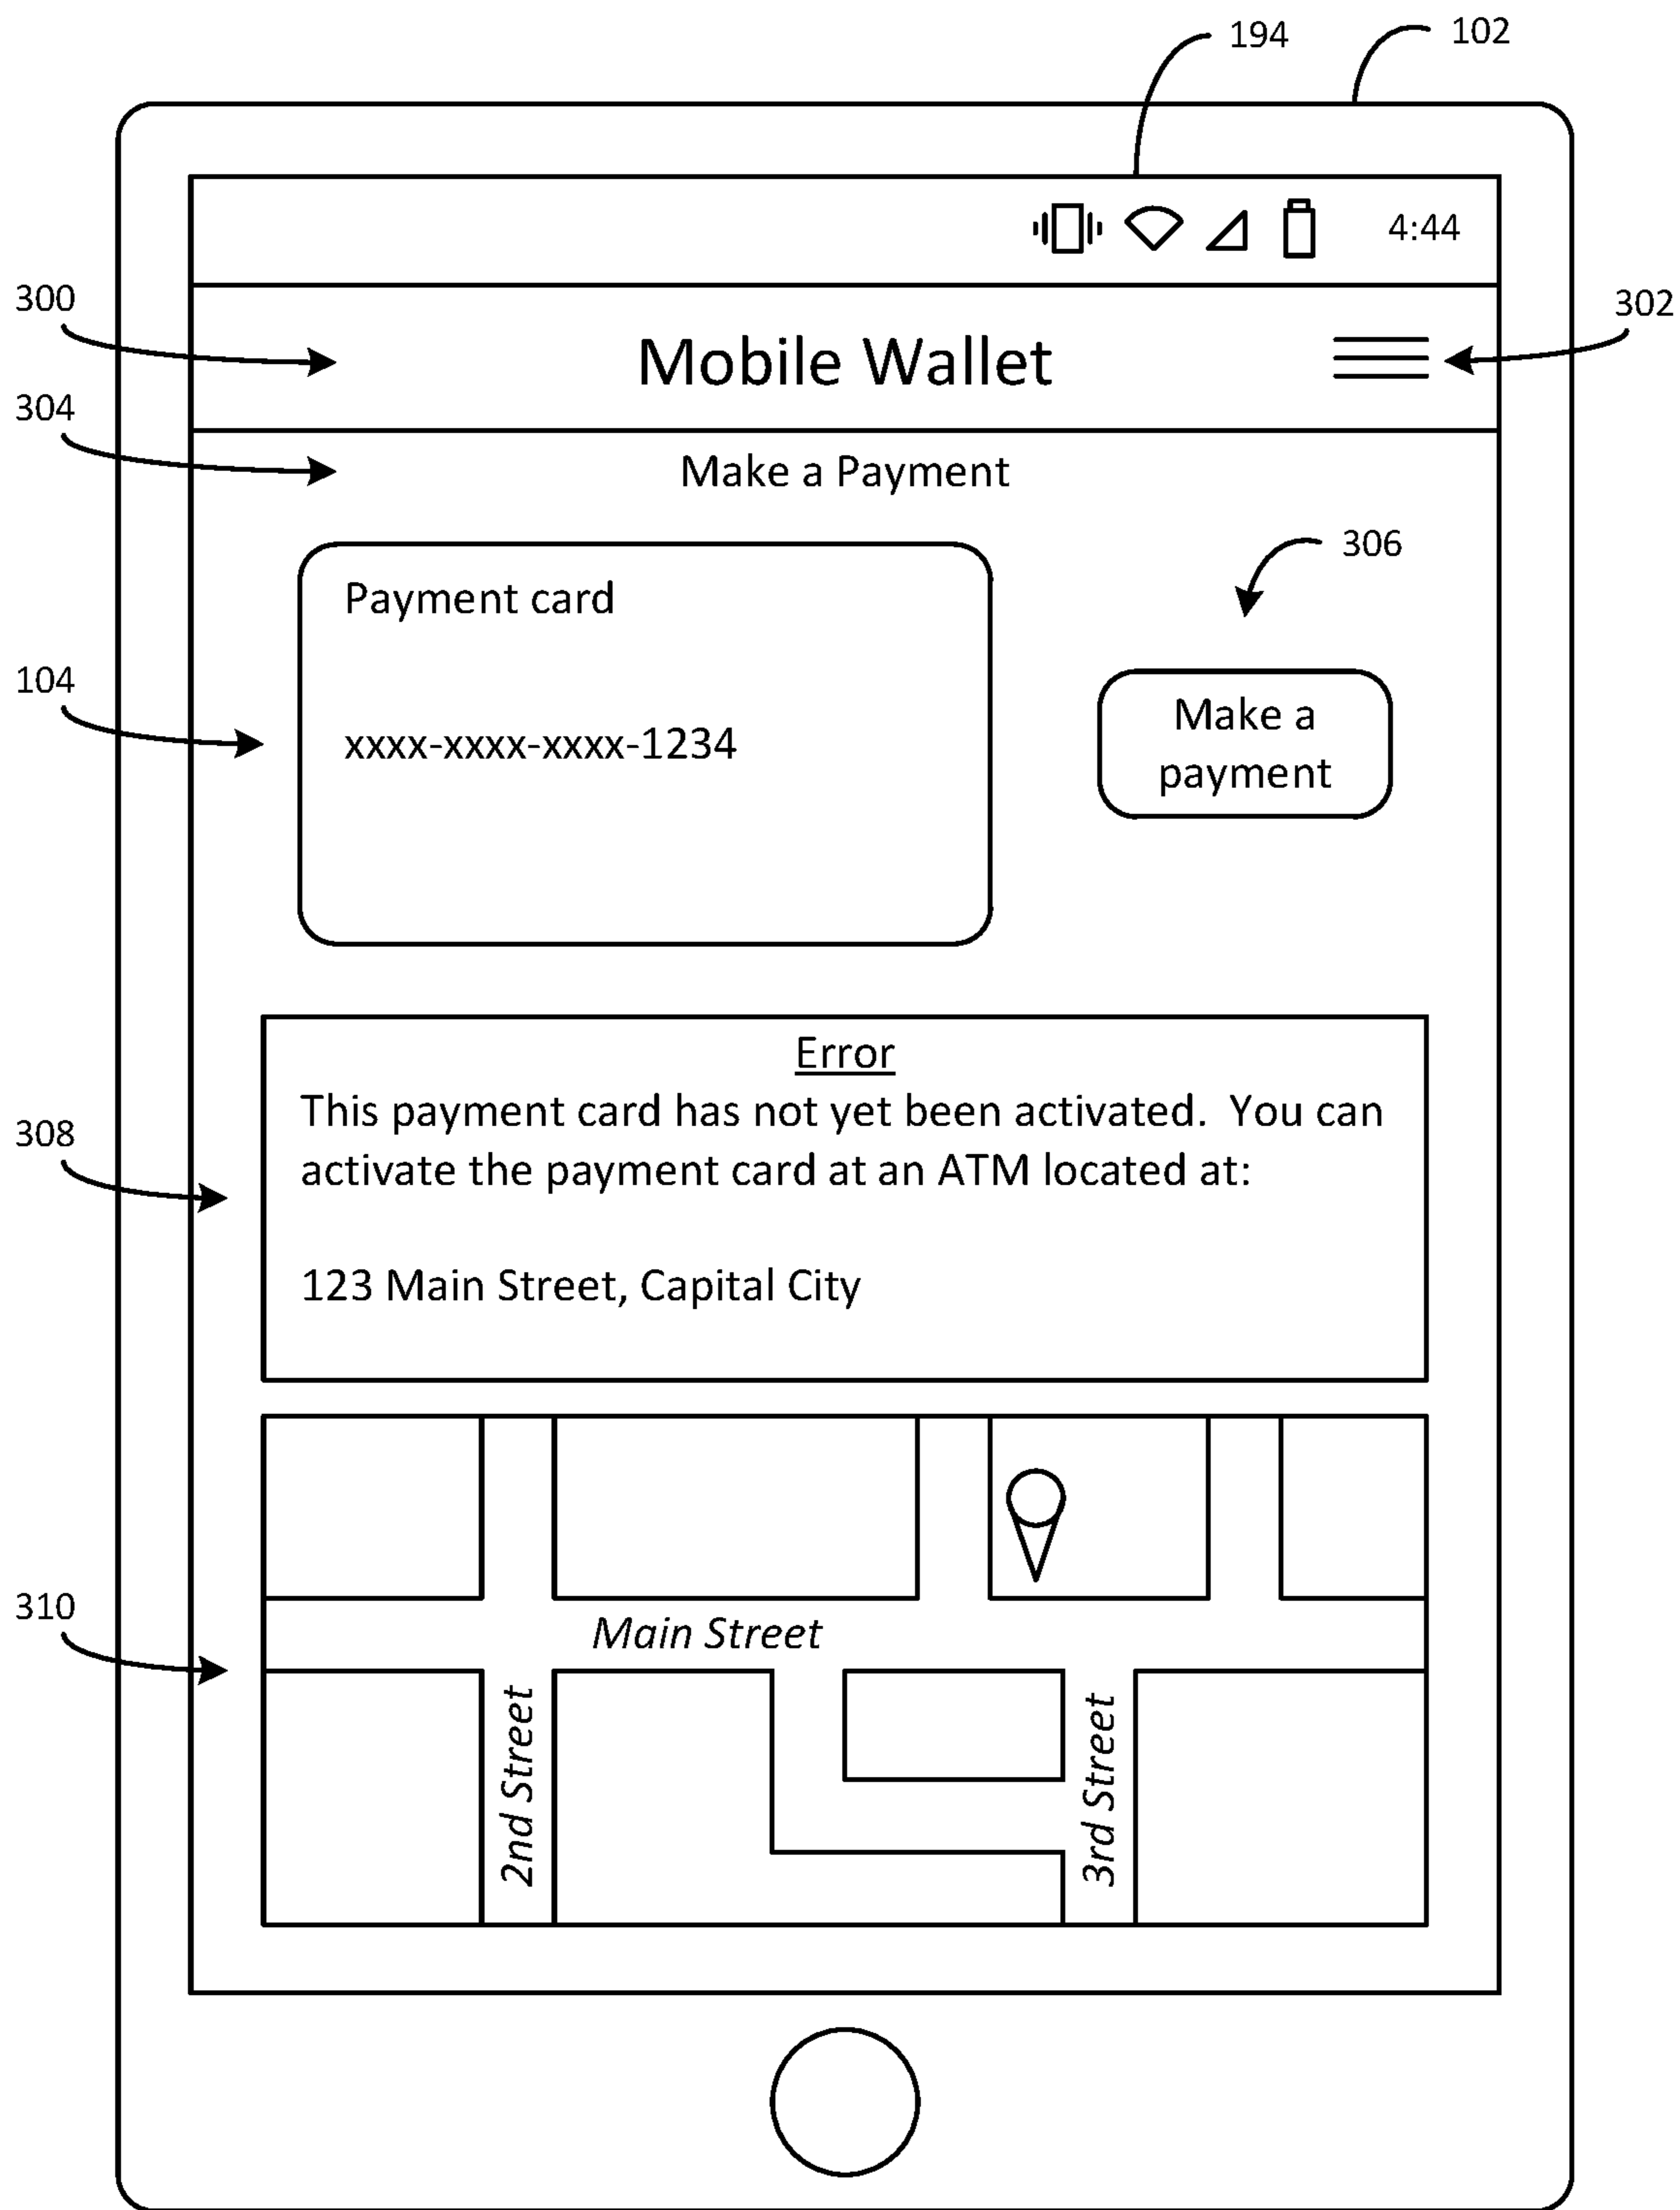 194
102
4:44
300
Mobile Wallet
302
304
Make a Payment
306
Payment card
104
xxxx-xxxx-xxxx-1234
Make a
payment
Error
This payment card has not yet been activated.  You can
308
activate the payment card at an ATM located at:
123 Main Street, Capital City
310
Main Street
2nd Street
3rd Street